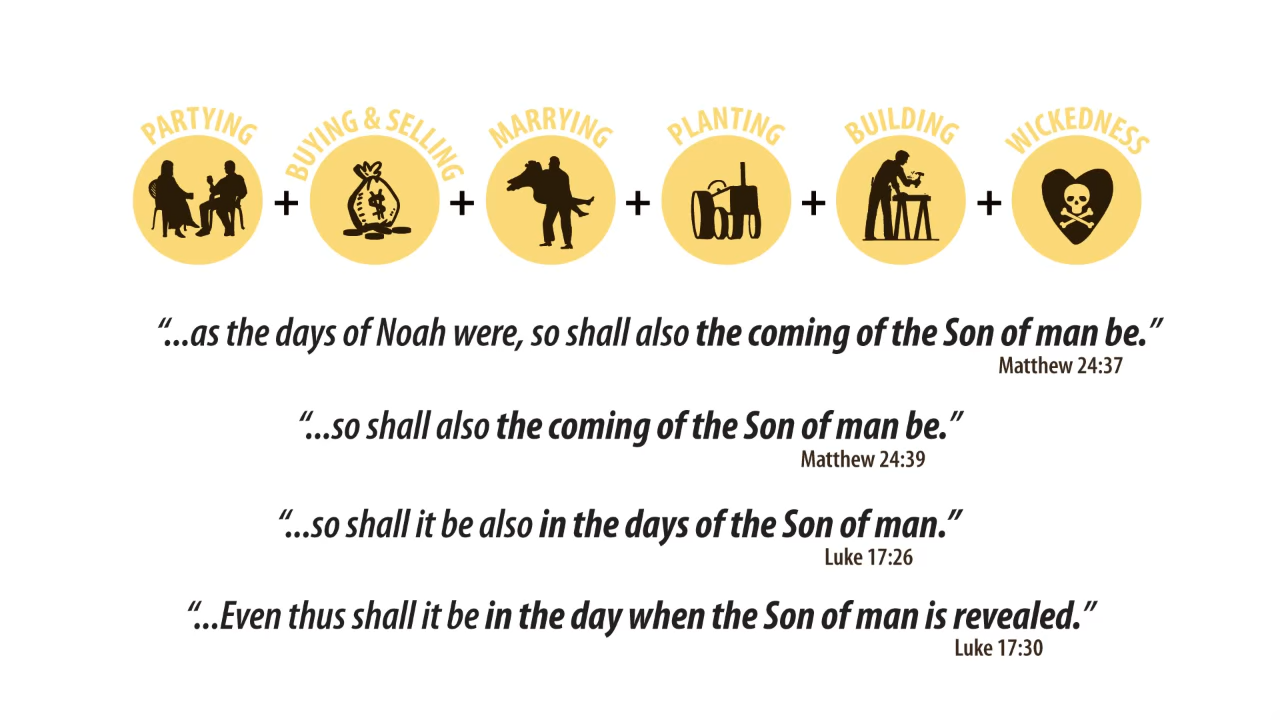 PARTYING
+
BUYING & SELLING
+
MARRYING
+
PLANTING
+
BUILDING
+
WICKEDNESS
$
“...as the days of Noah were, so shall also the coming of the Son of man be.”
Matthew 24:37
“...so shall also the coming of the Son of man be.”
Matthew 24:39
“...so shall it be also in the days of the Son of man.”
Luke 17:26
“...Even thus shall it be in the day when the Son of man is revealed.”
Luke 17:30